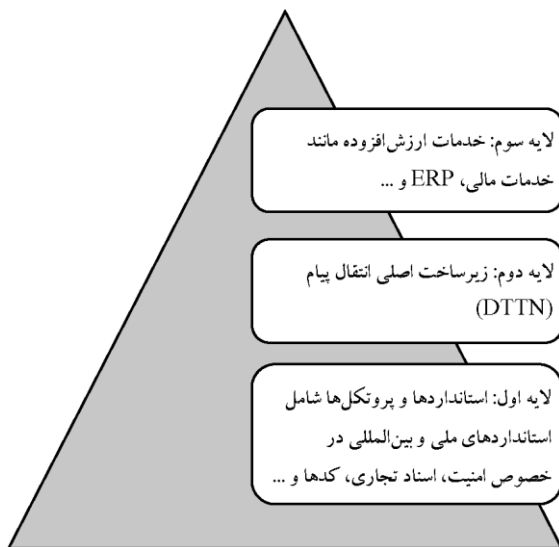 لایه سوم: خدمات ارزش‌افزوده مانند
خدمات مالی، ERP و ...
لایه دوم: زیرساخت اصلی انتقال پیام
(DTTN)
لایه اول: استانداردها و پروتکل‌ها شامل
استانداردهای ملی و بین‌المللی در
خصوص امنیت، اسناد تجاری، کدها و ...